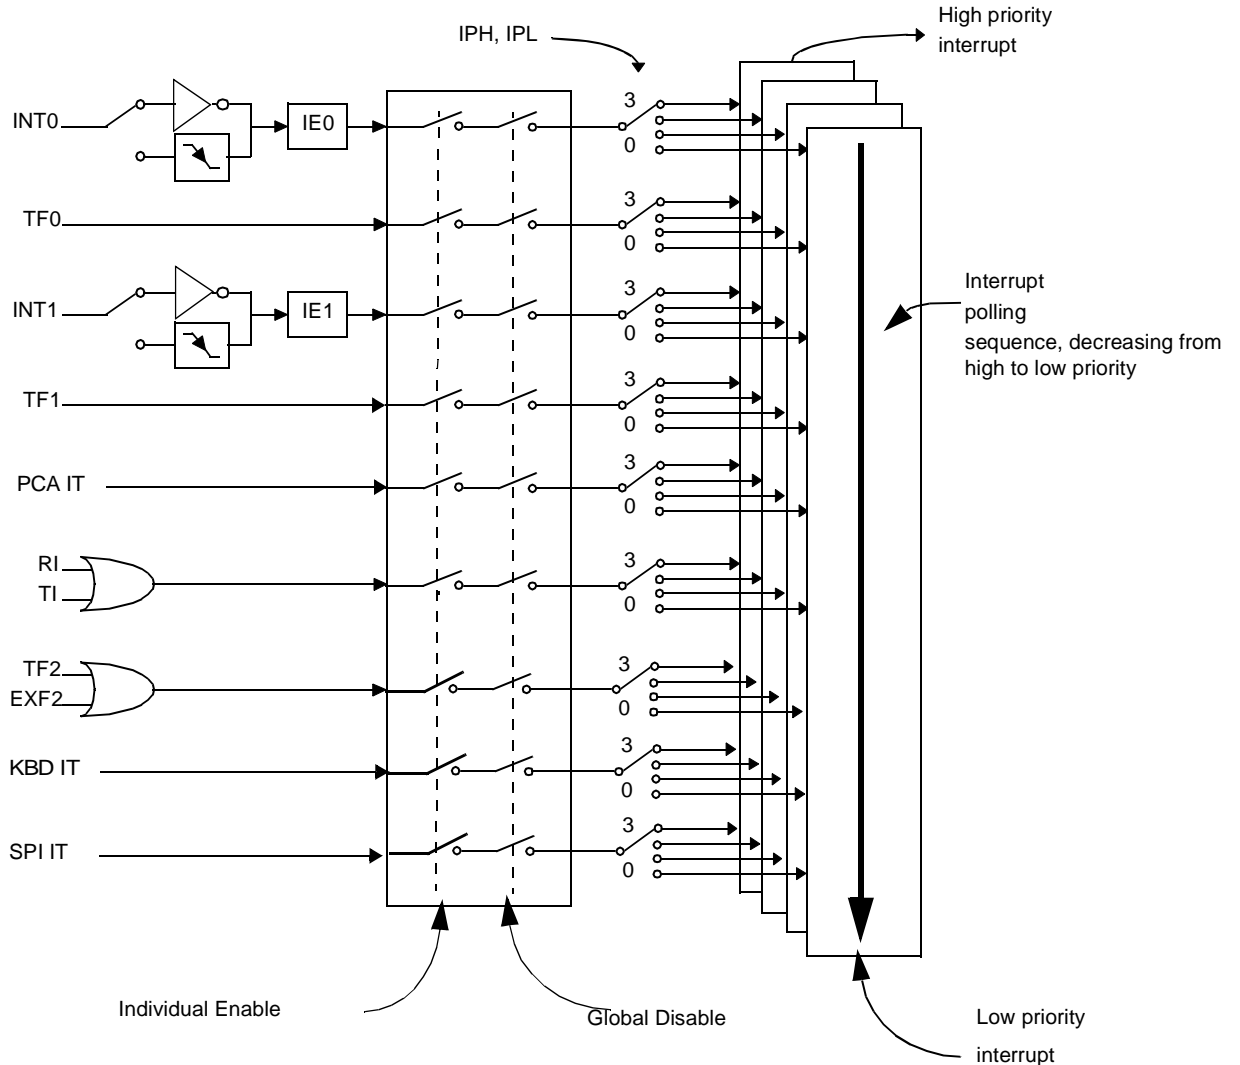 High priority
interrupt
IPH, IPL
INT0
IE0
3
0
TF0
3
0
INT1
IE1
3
0
Interrupt
polling
sequence, decreasing from
high to low priority
TF1
3
0
PCA IT
3
0
RI
TI
3
0
TF2
EXF2
3
0
KBD IT
3
0
SPI IT
3
0
Individual Enable
Global Disable
Low priority
interrupt